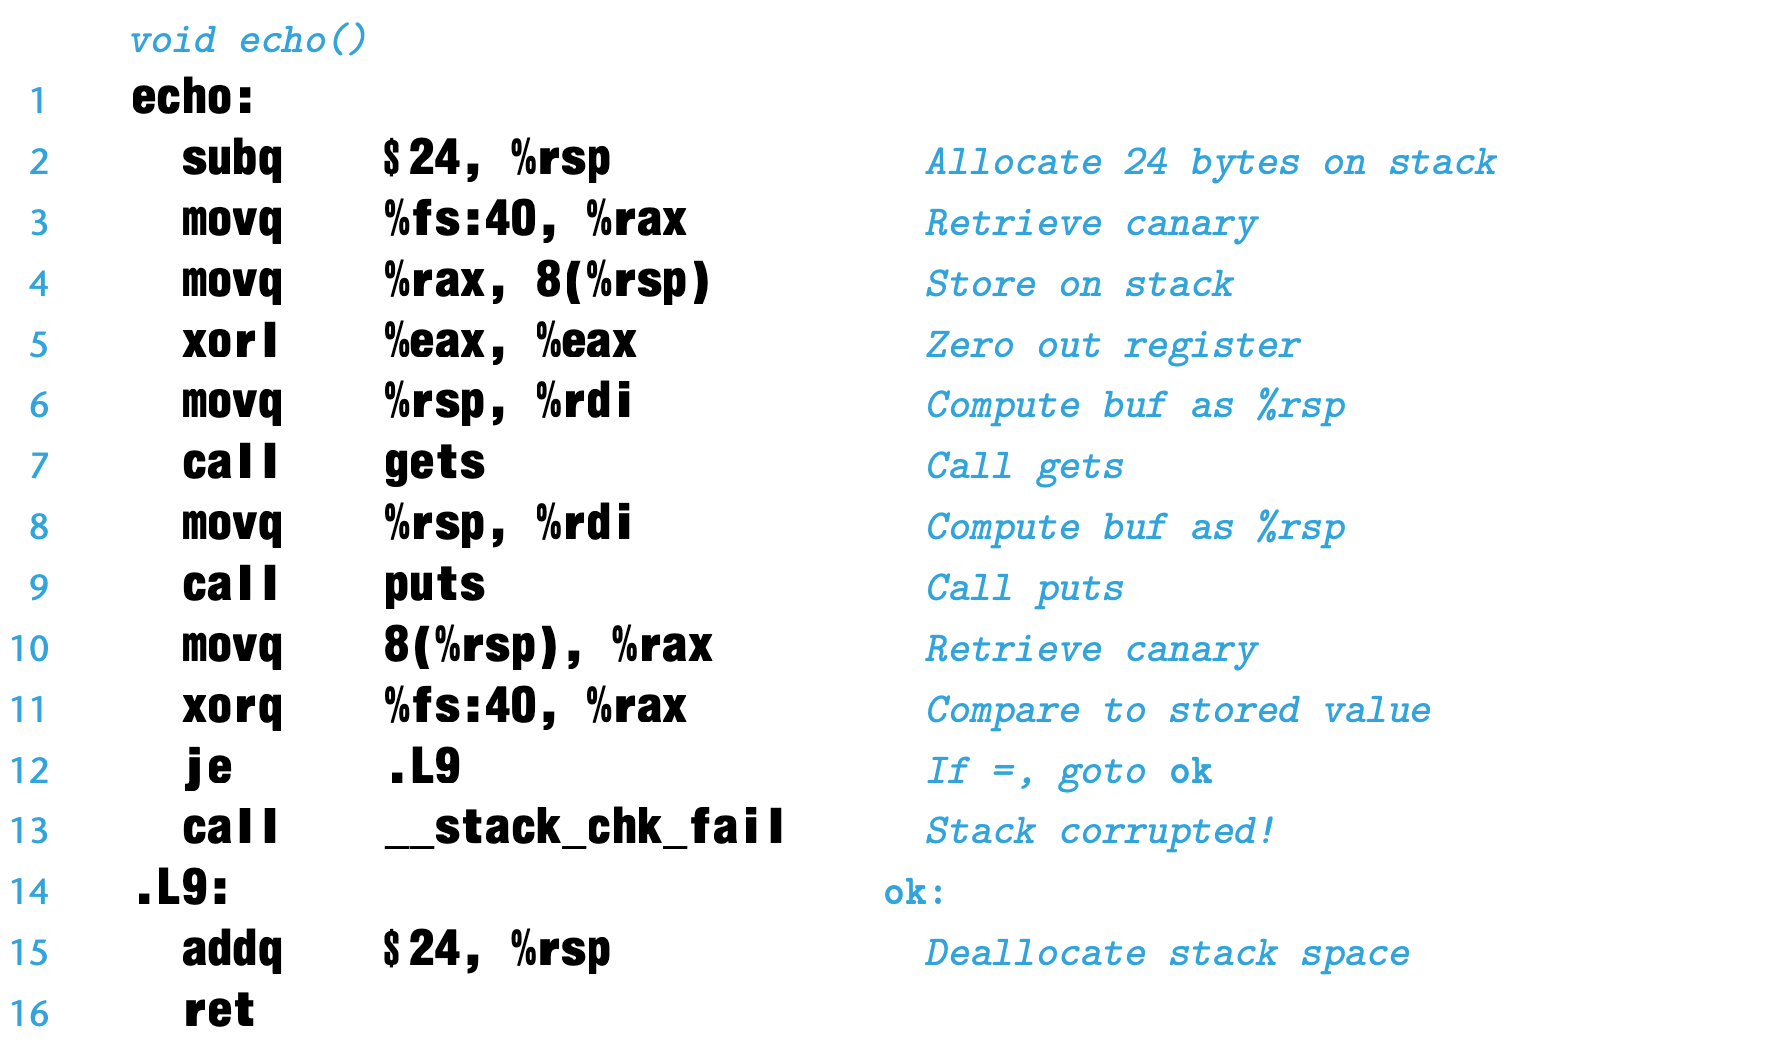 void echo()
1 echo:
2 subq $24, %rsp Allocate 24 bytes on stack
3 movq %fs:40, %rax Retrieve canary
4 movq %rax, 8(%rsp) Store on stack
5 xorl %eax, %eax Zero out register
6 movq %rsp, %rdi Compute buf as %rsp
7 call gets Call gets
8 movq %rsp, %rdi Compute buf as %rsp
9 call puts Call puts
10 movq 8(%rsp), %rax Retrieve canary
11 xorq %fs:40, %rax Compare to stored value
12 je .L9 If =, goto ok
13 call __stack_chk_fail Stack corrupted!
14 .L9: ok:
15 addq $24, %rsp Deallocate stack space
16 ret